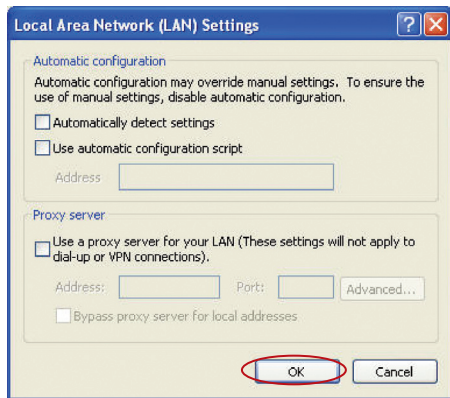 Local Area Network (LAN) Settings
Automatic configuration
Automatic configuration may override manual settings. To ensure the
use of manual settings, disable automatic configuration.
Automatically detect settings
Use automatic configuration script
Address
Proxy server
Use a proxy server for your LAN (These settings will not apply to
dial-up or VPN connections).
Address:
Port:
Advanced...
Bypass proxy server for local addresses
OK
Cancel